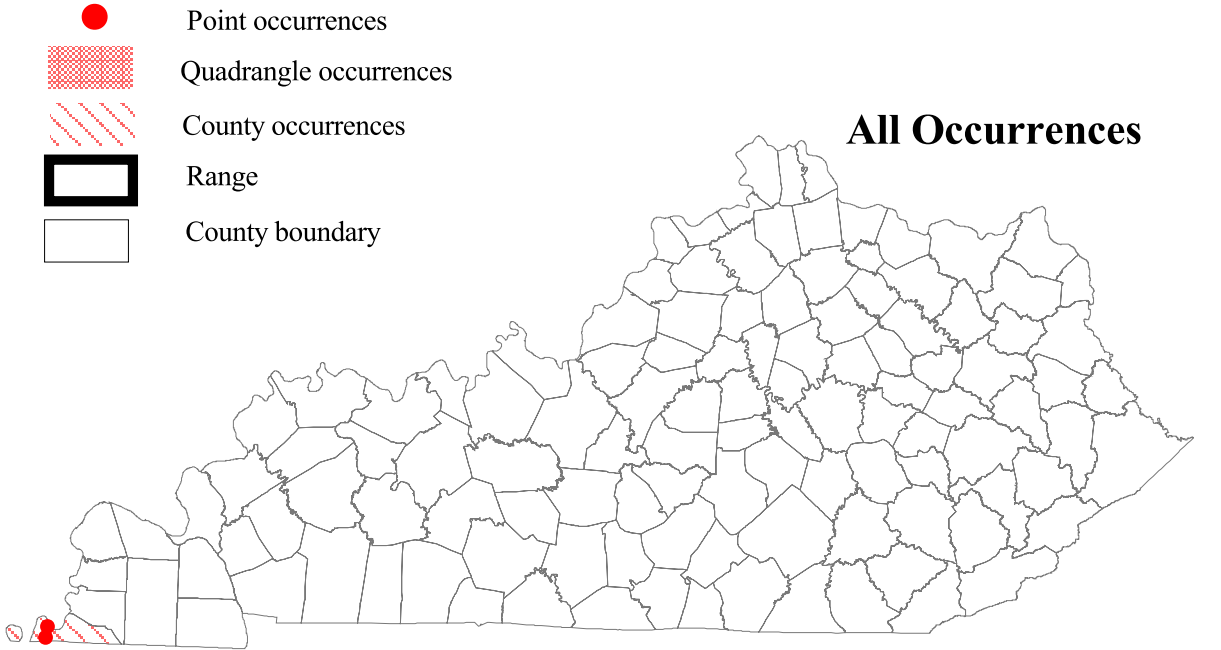 Point occurrences
Quadrangle occurrences
County occurrences
Range
County boundary
All Occurrences